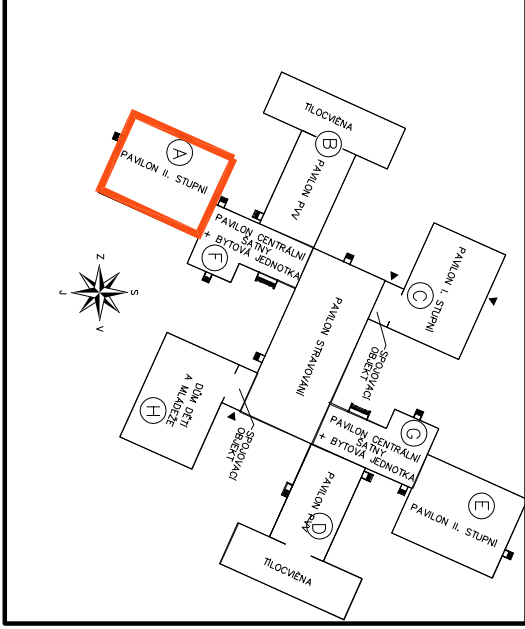 TĚLOCVIČNA
B
PAVILON PVV
A
PAVILON II. STUPNĚ
PAVILON CENTRÁLNÍ
ŠATNY
+ BYTOVÁ JEDNOTKA
F
PAVILON I. STUPNĚ
C
SPOJOVACÍ
OBJEKT
PAVILON STRAVOVÁNÍ
Z
S
J
V
DŮM DĚTÍ
A MLÁDEŽE
H
SPOJOVACÍ
OBJEKT
G
PAVILON CENTRÁLNÍ
ŠATNY
+ BYTOVÁ JEDNOTKA
E
PAVILON II. STUPNĚ
PAVILON PVV
D
TĚLOCVIČNA